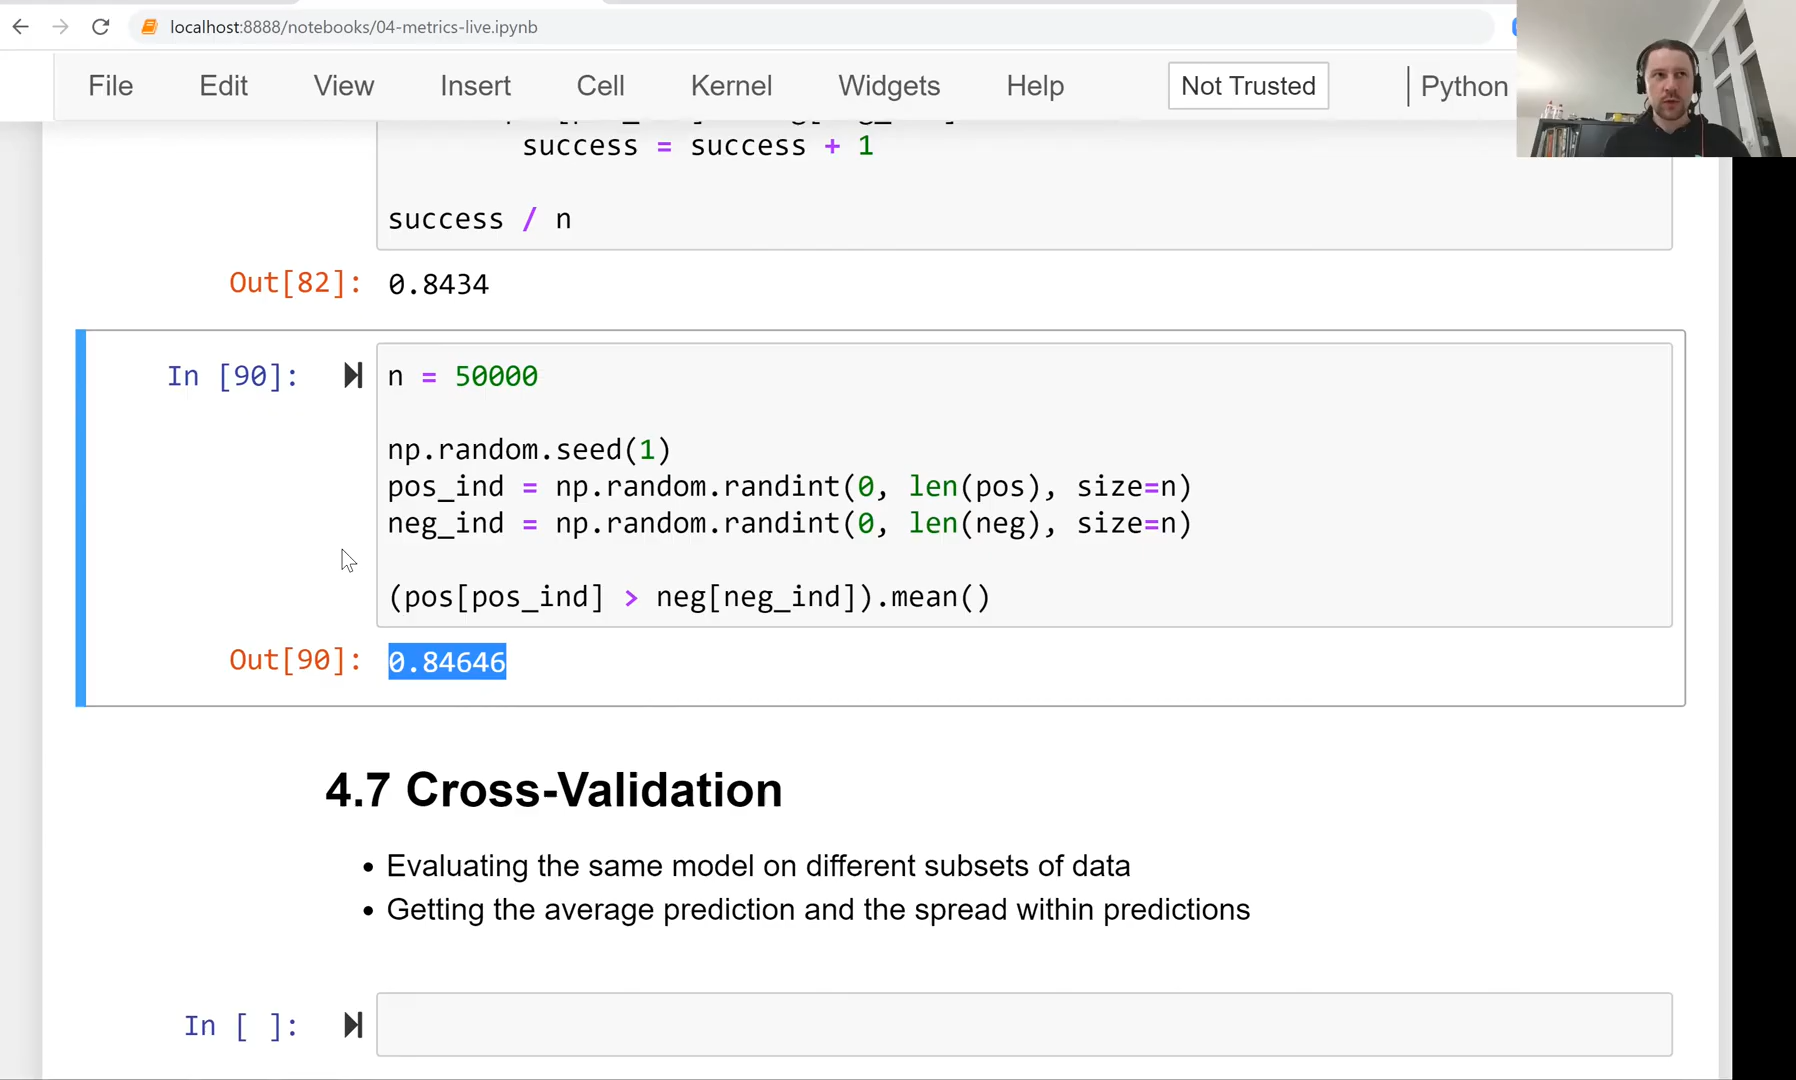 localhost:8888/notebooks/04-metrics-live.ipynb
File Edit View Insert Cell Kernel Widgets Help Not Trusted Python
success = success + 1
success / n
Out[82]: 0.8434
In [90]: n = 50000
np.random.seed(1)
pos_ind = np.random.randint(0, len(pos), size=n)
neg_ind = np.random.randint(0, len(neg), size=n)
(pos[pos_ind] > neg[neg_ind]).mean()
Out[90]: 0.84646
4.7 Cross-Validation
• Evaluating the same model on different subsets of data
• Getting the average prediction and the spread within predictions
In [ ]: